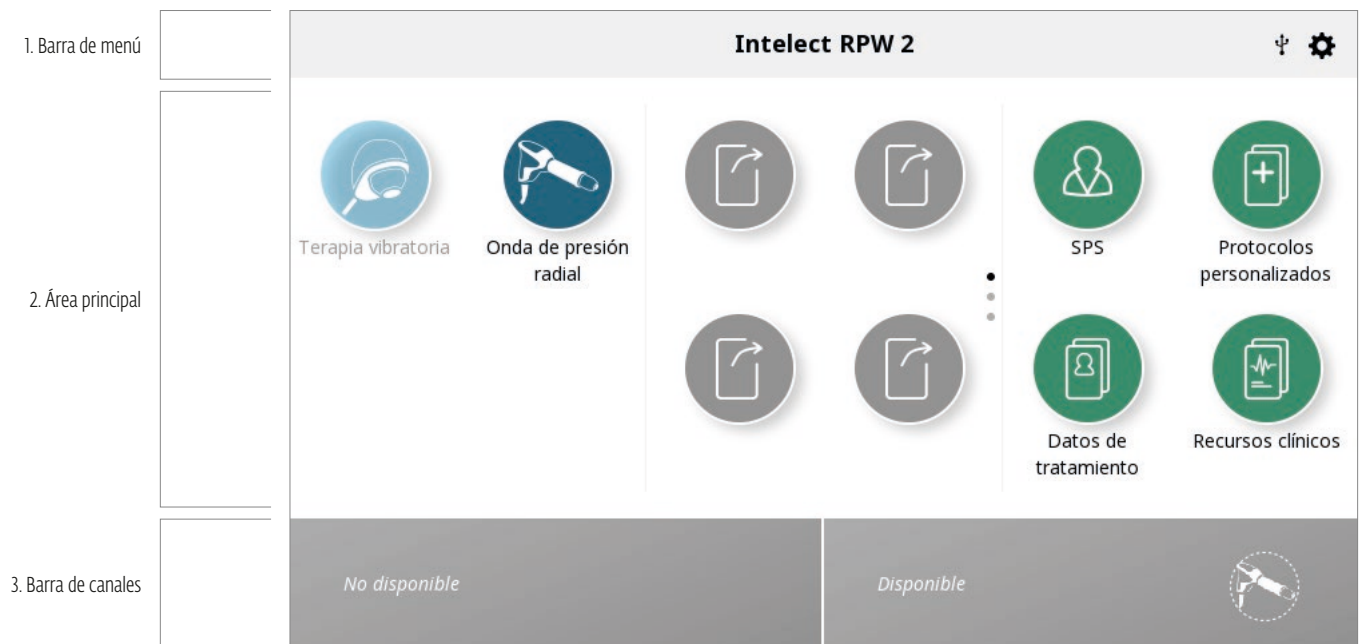 1. Barra de menú
Intelect RPW 2
Terapia vibratoria
Onda de presión
radial
SPS
Protocolos
personalizados
2. Área principal
Datos de
tratamiento
Recursos clínicos
3. Barra de canales
No disponible
Disponible